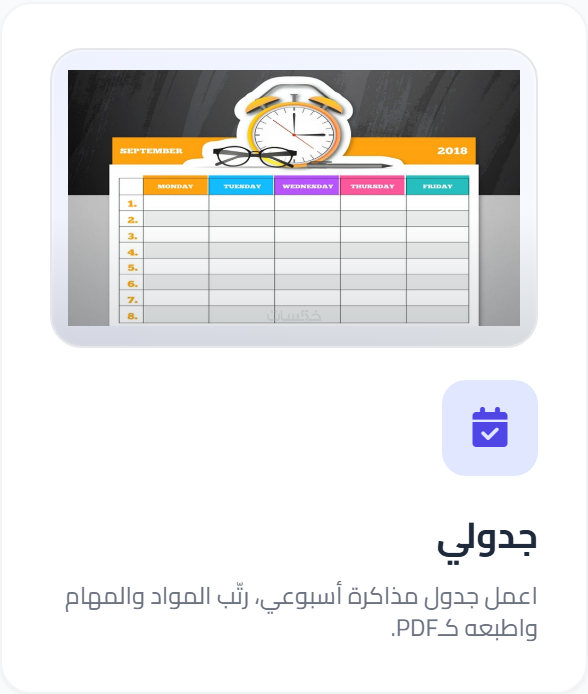 SEPTEMBER 2018
MONDAY TUESDAY WEDNESDAY THURSDAY FRIDAY
1.
2.
3.
4.
5.
6.
7.
8.
جدولي
اعمل جدول مذاكرة أسبوعي، رتّب المواد والمهام
واطبعه كـPDF.